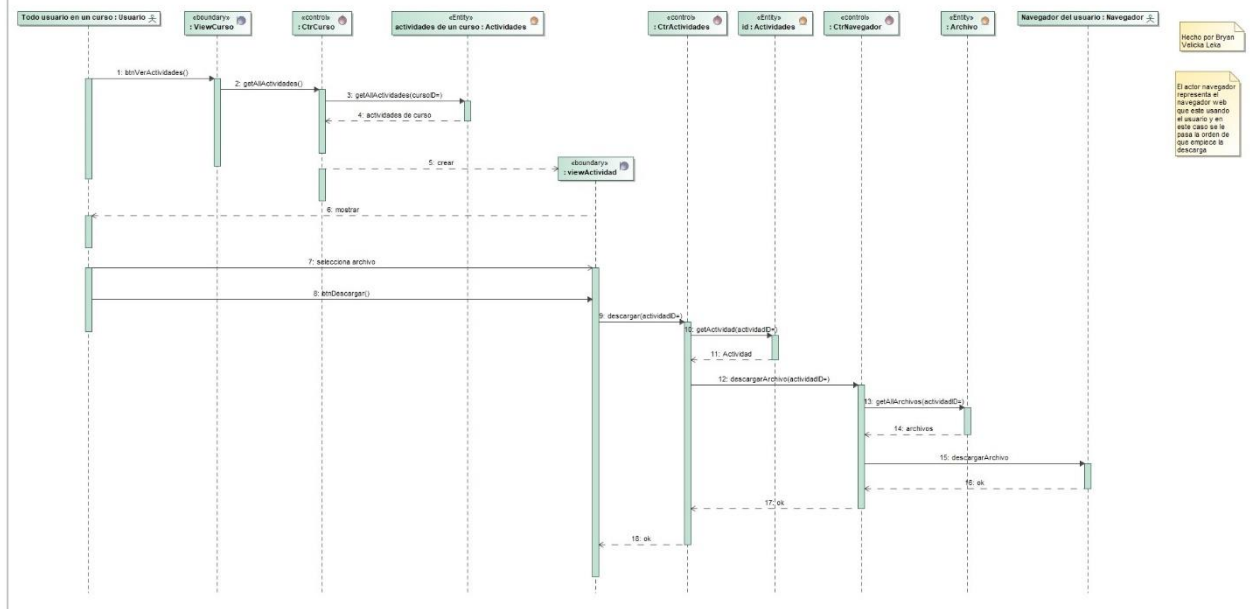 Todo usuario en un curso : Usuario
«boundary»
: ViewCurso
«control»
: CtrCurso
«Entity»
actividades de un curso : Actividades
«control»
: CtrActividades
«Entity»
id : Actividades
«control»
: CtrNavegador
«Entity»
: Archivo
Navegador del usuario : Navegador
Hecho por Bryan
Velicka Leka
El actor navegador
representa el
navegador web
que este usando
el usuario y en
este caso se le
pasa la orden de
que empiece la
descarga
1: btnVerActividades()
2: getAllActividades()
3: getAllActividades(cursoID=)
4: actividades de curso
5: crear
«boundary»
: viewActividad
6: mostrar
7: selecciona archivo
8: btnDescargar()
9: descargar(actividadID=)
10: getActividad(actividadID=)
11: Actividad
12: descargarArchivo(actividadID=)
13: getAllArchivos(actividadID=)
14: archivos
15: descargarArchivo
16: ok
17: ok
18: ok